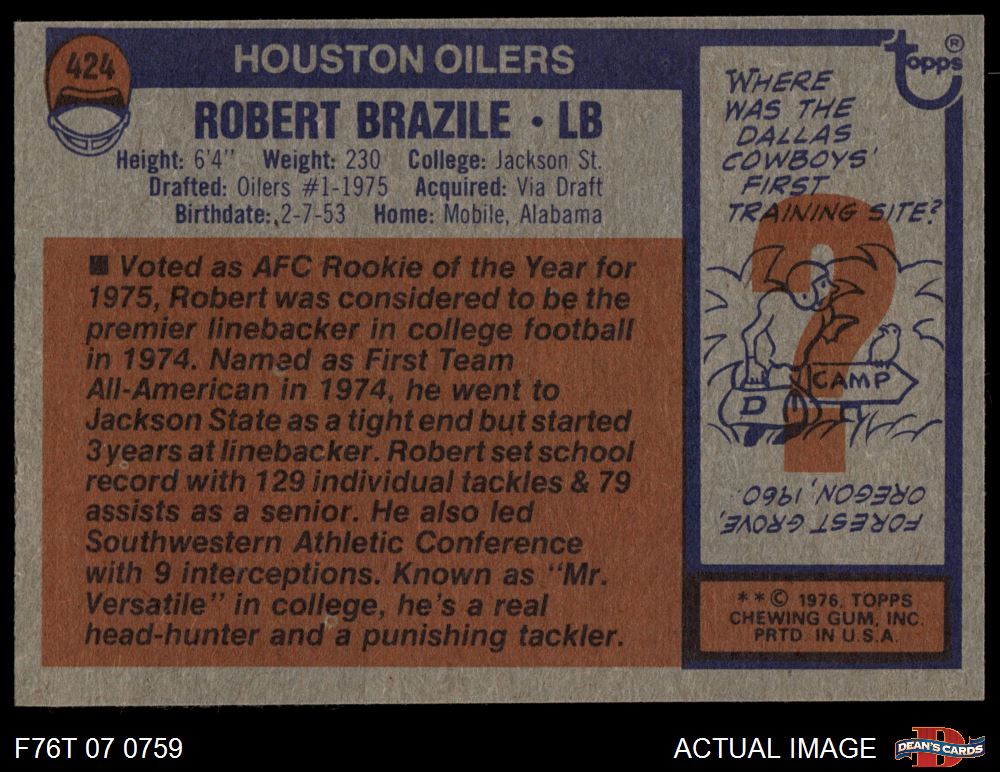 424
HOUSTON OILERS
ROBERT BRAZILE • LB
Height: 6'4" Weight: 230 College: Jackson St.
Drafted: Oilers #1-1975 Acquired: Via Draft
Birthdate: 2-7-53 Home: Mobile, Alabama
■ Voted as AFC Rookie of the Year for
1975, Robert was considered to be the
premier linebacker in college football
in 1974. Named as First Team
All-American in 1974, he went to
Jackson State as a tight end but started
3 years at linebacker. Robert set school
record with 129 individual tackles & 79
assists as a senior. He also led
Southwestern Athletic Conference
with 9 interceptions. Known as "Mr.
Versatile" in college, he's a real
head-hunter and a punishing tackler.
topps®
WHERE
WAS THE
DALLAS
COWBOYS'
FIRST
TRAINING SITE?
?
CAMP
D
FOREST GROVE,
OREGON, 1960.
**© 1976, TOPPS
CHEWING GUM, INC.
PRTD. IN U.S.A.
F76T 07 0759
ACTUAL IMAGE
D
DEAN'S CARDS